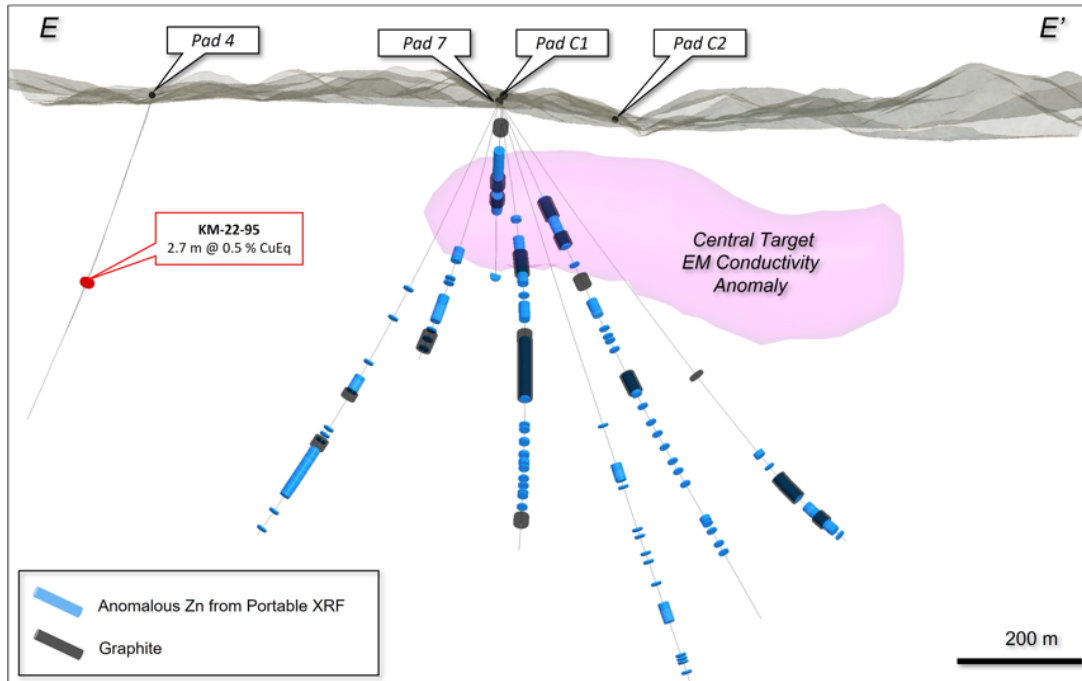 E
E'
Pad 4
Pad 7
Pad C1
Pad C2
KM-22-95
2.7 m @ 0.5 % CuEq
Central Target
EM Conductivity
Anomaly
Anomalous Zn from Portable XRF
Graphite
200 m